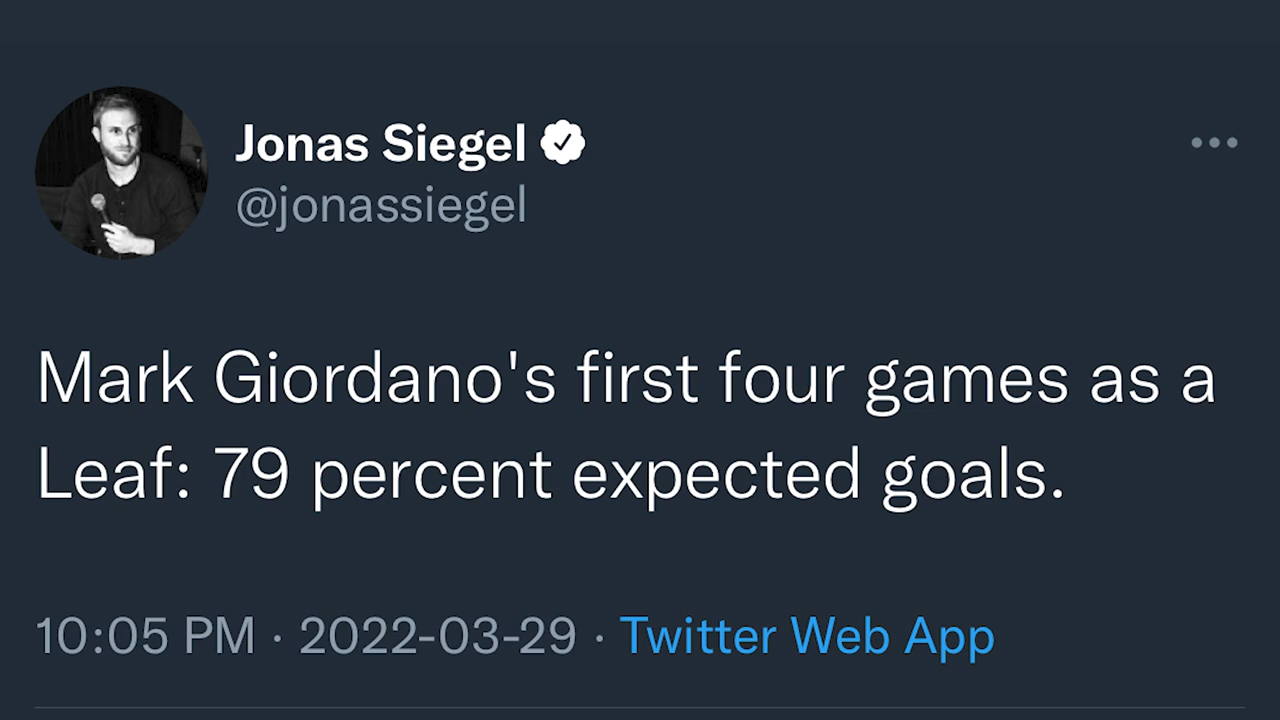 Jonas Siegel
@jonassiegel
Mark Giordano's first four games as a
Leaf: 79 percent expected goals.
10:05 PM · 2022-03-29 · Twitter Web App